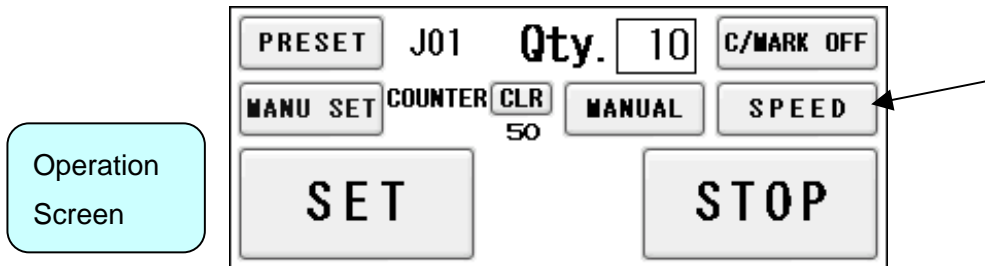 PRESET J01 Qty. 10 C/MARK OFF
MANU SET COUNTER CLR MANUAL SPEED
50
Operation
Screen
SET STOP